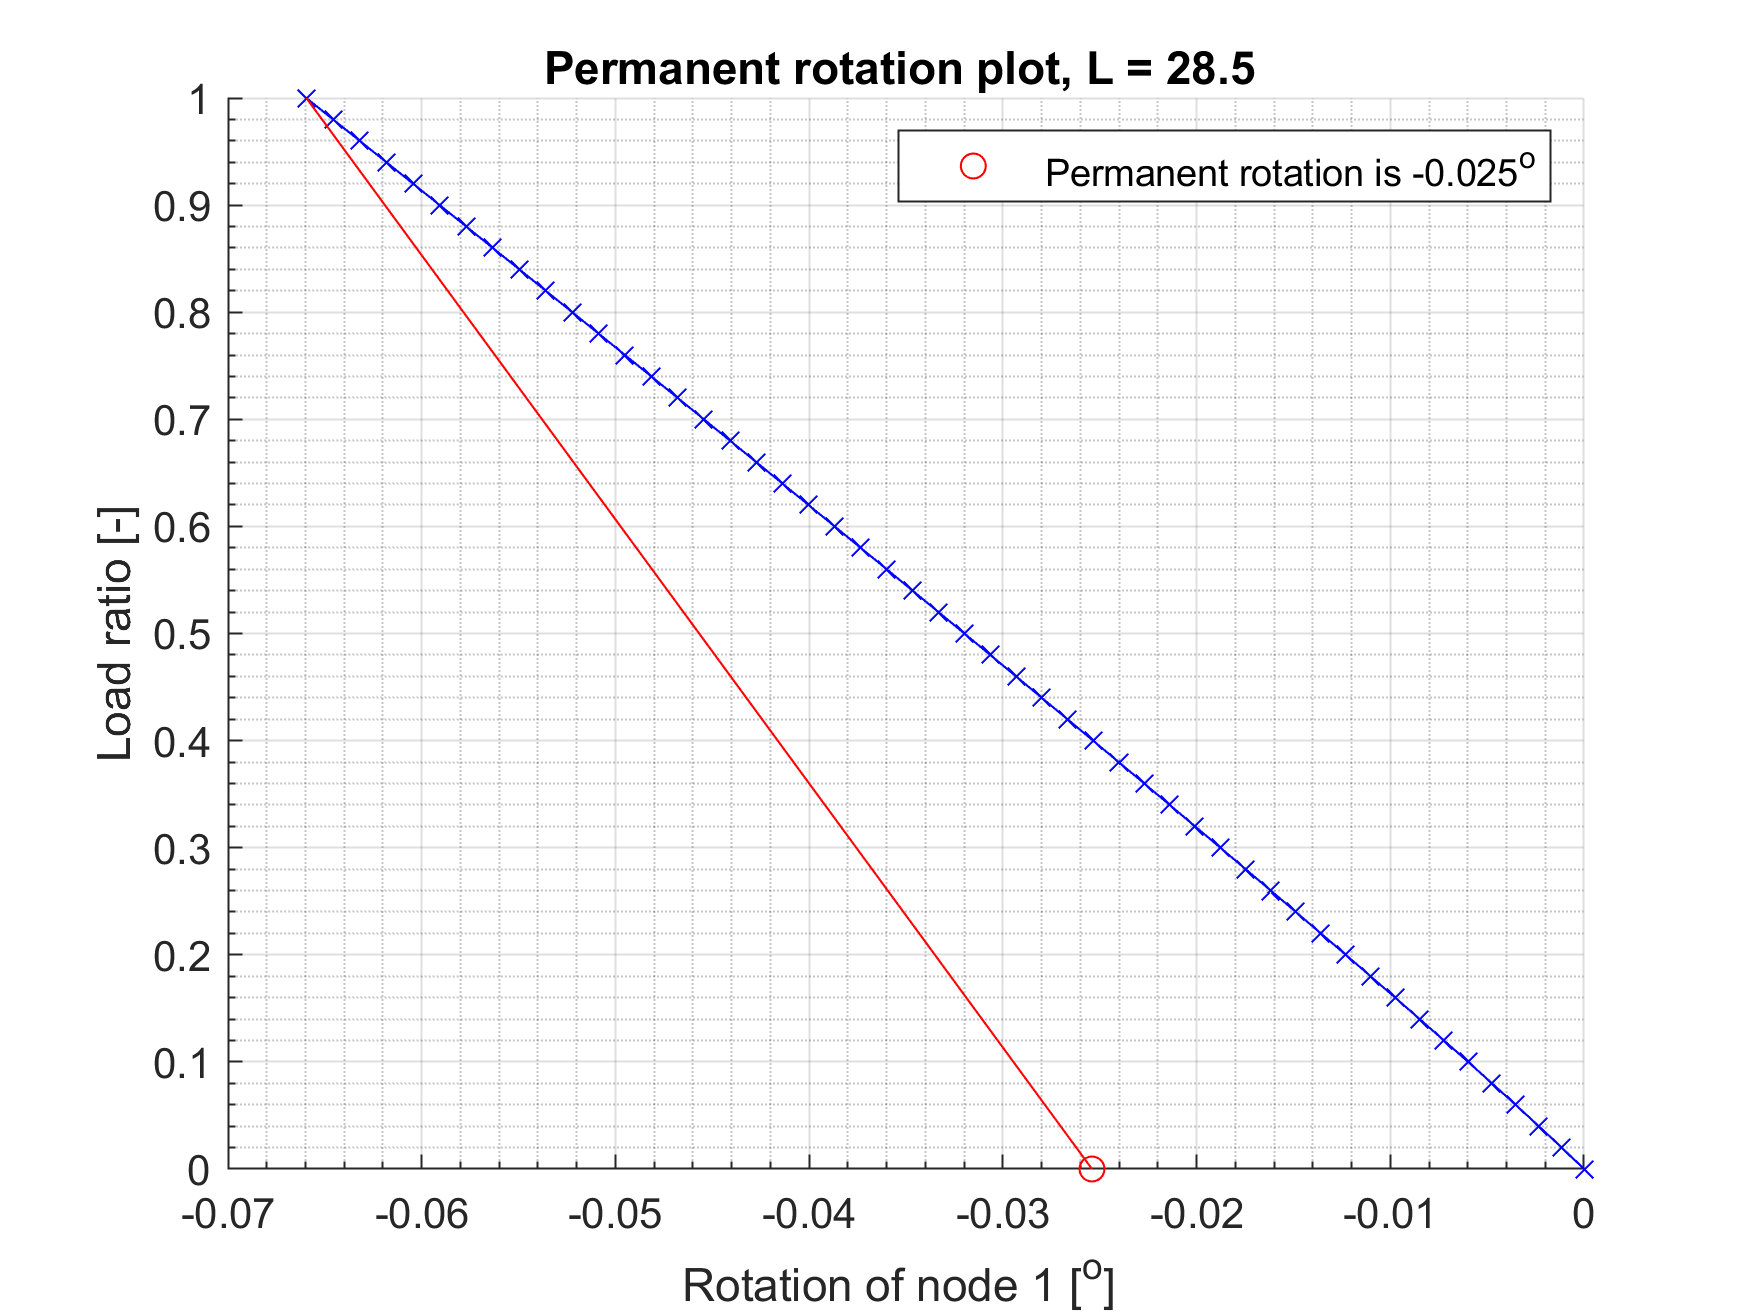 Permanent rotation plot, L = 28.5
Permanent rotation is -0.025°
1
0.9
0.8
0.7
0.6
0.5
0.4
0.3
0.2
0.1
0
Load ratio [-]
-0.07 -0.06 -0.05 -0.04 -0.03 -0.02 -0.01 0
Rotation of node 1 [°]